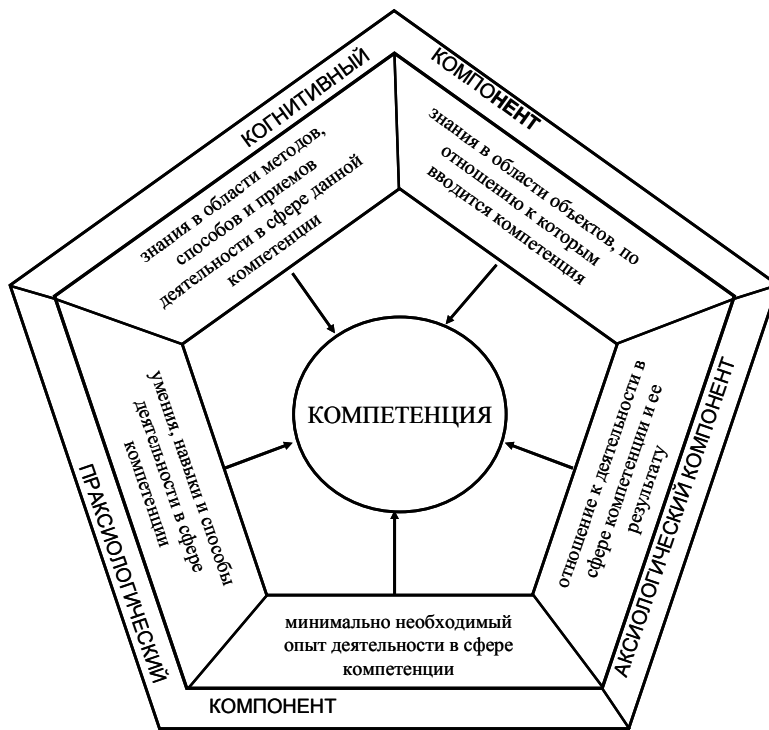 КОГНИТИВНЫЙ
КОМПОНЕНТ
знания в области методов,
способов и приемов
деятельности в сфере данной
компетенции
знания в области объектов, по
отношению к которым
вводится компетенция
КОМПЕТЕНЦИЯ
умения, навыки и способы
деятельности в сфере
компетенции
отношение к деятельности в
сфере компетенции и ее
результату
минимально необходимый
опыт деятельности в сфере
компетенции
ПРАКСИОЛОГИЧЕСКИЙ
КОМПОНЕНТ
АКСИОЛОГИЧЕСКИЙ КОМПОНЕНТ